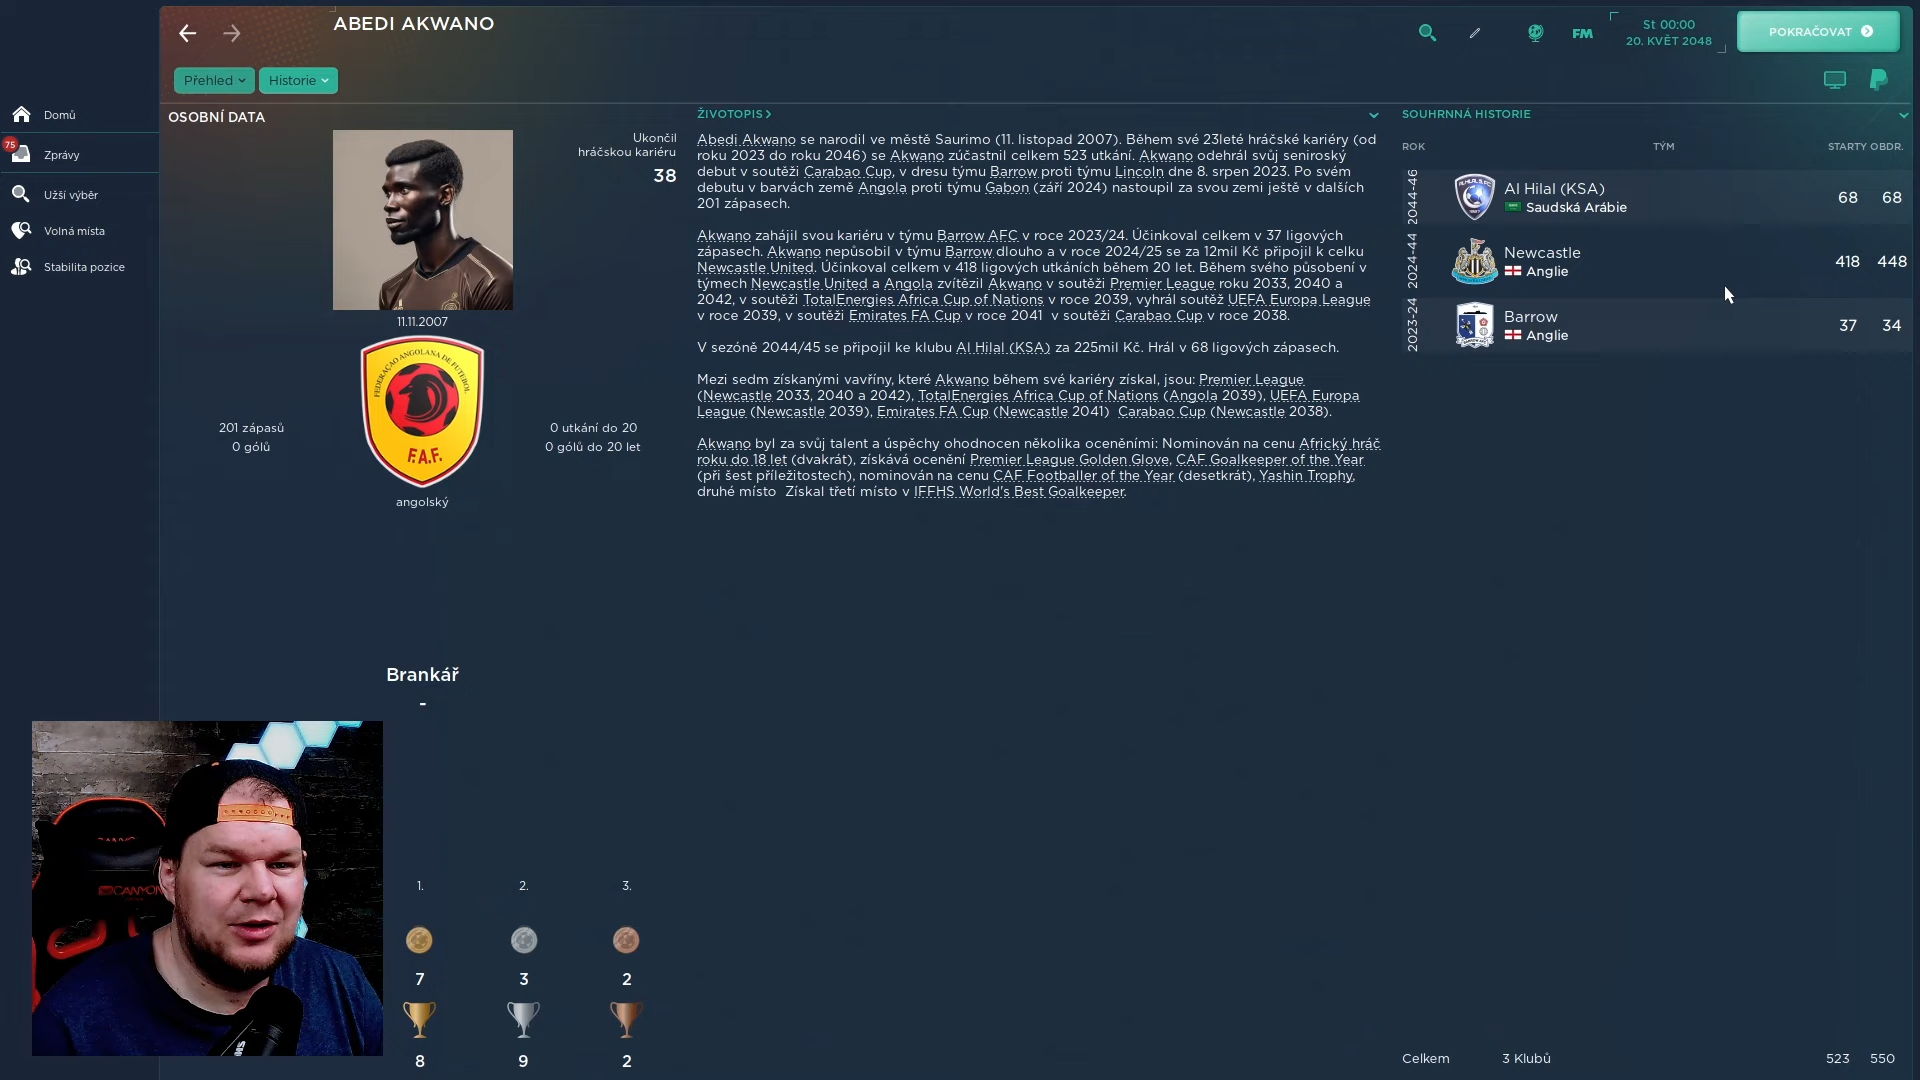 ABEDI AKWANO
St 00:00
20. KVĚT 2048
POKRAČOVAT
FM
Přehled
Historie
Domů
75
Zprávy
Užší výběr
Volná místa
Stabilita pozice
OSOBNÍ DATA
Ukončil
hráčskou kariéru
38
11.11.2007
FEDERAÇÃO ANGOLANA DE FUTEBOL
F.A.F.
201 zápasů
0 gólů
0 utkání do 20
0 gólů do 20 let
angolský
Brankář
-
1. 2. 3.
7 3 2
8 9 2
ŽIVOTOPIS
Abedi Akwano se narodil ve městě Saurimo (11. listopad 2007). Během své 23leté hráčské kariéry (od
roku 2023 do roku 2046) se Akwano zúčastnil celkem 523 utkání. Akwano odehrál svůj seniroský
debut v soutěži Carabao Cup, v dresu týmu Barrow proti týmu Lincoln dne 8. srpen 2023. Po svém
debutu v barvách země Angola proti týmu Gabon (září 2024) nastoupil za svou zemi ještě v dalších
201 zápasech.
Akwano zahájil svou kariéru v týmu Barrow AFC v roce 2023/24. Účinkoval celkem v 37 ligových
zápasech. Akwano nepůsobil v týmu Barrow dlouho a v roce 2024/25 se za 12mil Kč připojil k celku
Newcastle United. Účinkoval celkem v 418 ligových utkáních během 20 let. Během svého působení v
týmech Newcastle United a Angola zvítězil Akwano v soutěži Premier League roku 2033, 2040 a
2042, v soutěži TotalEnergies Africa Cup of Nations v roce 2039, vyhrál soutěž UEFA Europa League
v roce 2039, v soutěži Emirates FA Cup v roce 2041  v soutěži Carabao Cup v roce 2038.
V sezóně 2044/45 se připojil ke klubu Al Hilal (KSA) za 225mil Kč. Hrál v 68 ligových zápasech.
Mezi sedm získanými vavříny, které Akwano během své kariéry získal, jsou: Premier League
(Newcastle 2033, 2040 a 2042), TotalEnergies Africa Cup of Nations (Angola 2039), UEFA Europa
League (Newcastle 2039), Emirates FA Cup (Newcastle 2041)  Carabao Cup (Newcastle 2038).
Akwano byl za svůj talent a úspěchy ohodnocen několika oceněními: Nominován na cenu Africký hráč
roku do 18 let (dvakrát), získává ocenění Premier League Golden Glove, CAF Goalkeeper of the Year
(při šest příležitostech), nominován na cenu CAF Footballer of the Year (desetkrát), Yashin Trophy,
druhé místo  Získal třetí místo v IFFHS World's Best Goalkeeper.
SOUHRNNÁ HISTORIE
ROK TÝM STARTY OBDR.
2044-46 Al Hilal (KSA) 68 68
Saudská Arábie
2024-44 Newcastle 418 448
Anglie
2023-24 Barrow 37 34
Anglie
Celkem 3 Klubů 523 550
CANYON